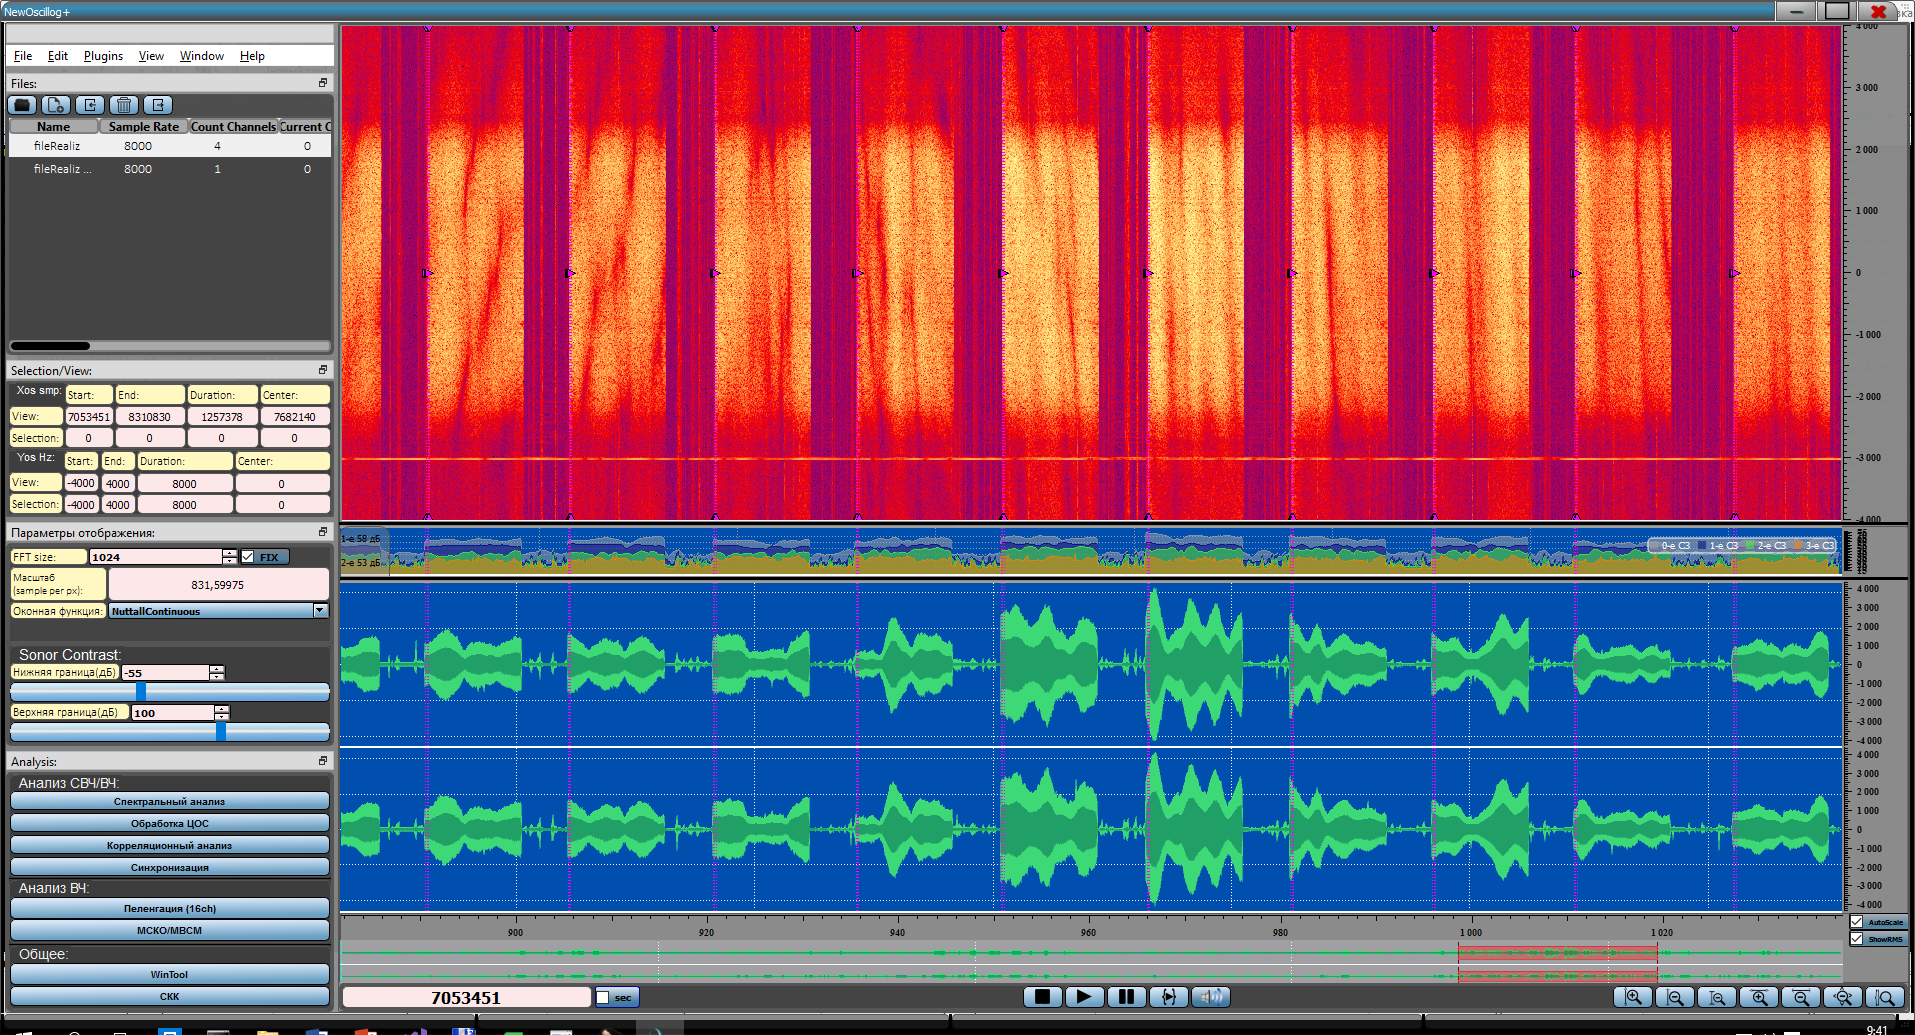 NewOscillog+
File Edit Plugins View Window Help
Files:
Name Sample Rate Count Channels Current C
fileRealiz 8000 4 0
fileRealiz ... 8000 1 0
Selection/View:
Xos smp: Start: End: Duration: Center:
View: 7053451 8310830 1257378 7682140
Selection: 0 0 0 0
Yos Hz: Start: End: Duration: Center:
View: -4000 4000 8000 0
Selection: -4000 4000 8000 0
Параметры отображения:
FFT size: 1024 FIX
Масштаб
(sample per px): 831,59975
Оконная функция: NuttallContinuous
Sonor Contrast:
Нижняя граница(дБ) -55
Верхняя граница(дБ) 100
Analysis:
Анализ СВЧ/ВЧ:
Спектральный анализ
Обработка ЦОС
Корреляционный анализ
Синхронизация
Анализ ВЧ:
Пеленгация (16ch)
МСКО/МВСМ
Общее:
WinTool
СКК
4 000
3 000
2 000
1 000
0
-1 000
-2 000
-3 000
-4 000
1-е 58 дБ
2-е 53 дБ
0-е СЗ 1-е СЗ 2-е СЗ 3-е СЗ
4 000
3 000
2 000
1 000
0
-1 000
-2 000
-3 000
-4 000
4 000
3 000
2 000
1 000
0
-1 000
-2 000
-3 000
-4 000
900 920 940 960 980 1 000 1 020
AutoScale
ShowRMS
7053451 sec
9:41